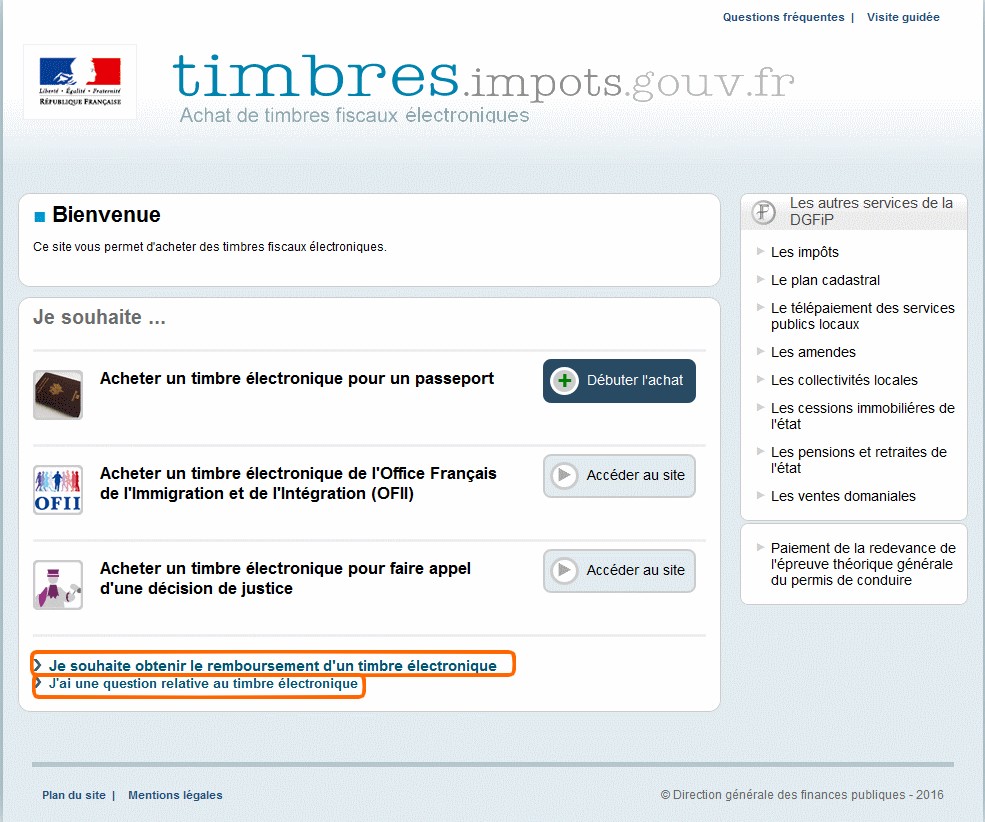 Questions fréquentes | Visite guidée
Liberté • Égalité • Fraternité
RÉPUBLIQUE FRANÇAISE
timbres.impots.gouv.fr
Achat de timbres fiscaux électroniques
Bienvenue
Ce site vous permet d'acheter des timbres fiscaux électroniques.
Je souhaite ...
Acheter un timbre électronique pour un passeport
Débuter l'achat
OFII
Acheter un timbre électronique de l'Office Français
de l'Immigration et de l'Intégration (OFII)
Accéder au site
Acheter un timbre électronique pour faire appel
d'une décision de justice
Accéder au site
Je souhaite obtenir le remboursement d'un timbre électronique
J'ai une question relative au timbre électronique
Les autres services de la
DGFiP
Les impôts
Le plan cadastral
Le télépaiement des services
publics locaux
Les amendes
Les collectivités locales
Les cessions immobiliéres de
l'état
Les pensions et retraites de
l'état
Les ventes domaniales
Paiement de la redevance de
l'épreuve théorique générale
du permis de conduire
Plan du site | Mentions légales
© Direction générale des finances publiques - 2016